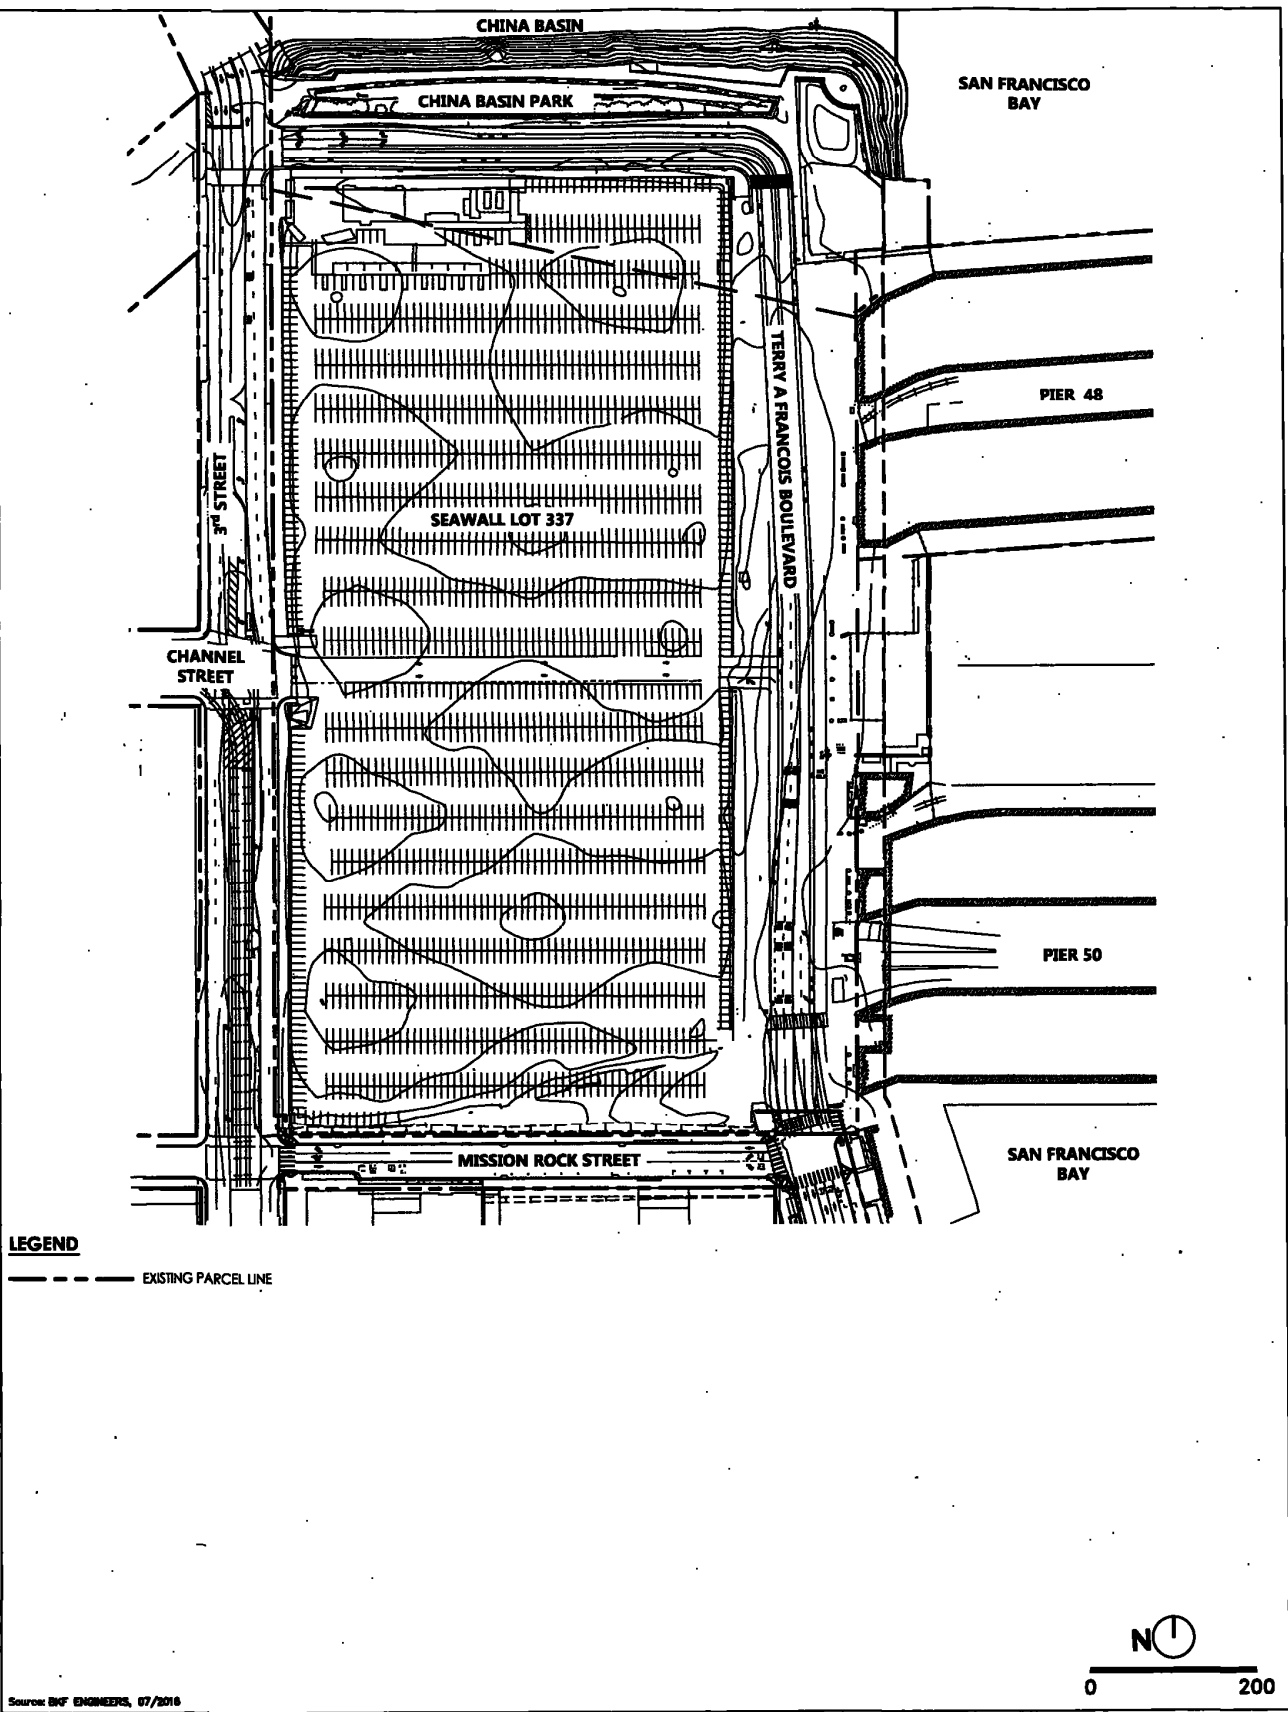 CHINA BASIN
SAN FRANCISCO
BAY
CHINA BASIN PARK
TERRY A FRANCOIS BOULEVARD
PIER 48
3rd STREET
SEAWALL LOT 337
CHANNEL
STREET
PIER 50
MISSION ROCK STREET
SAN FRANCISCO
BAY
LEGEND
EXISTING PARCEL LINE
N
0 200
Source: BKF ENGINEERS, 07/2016